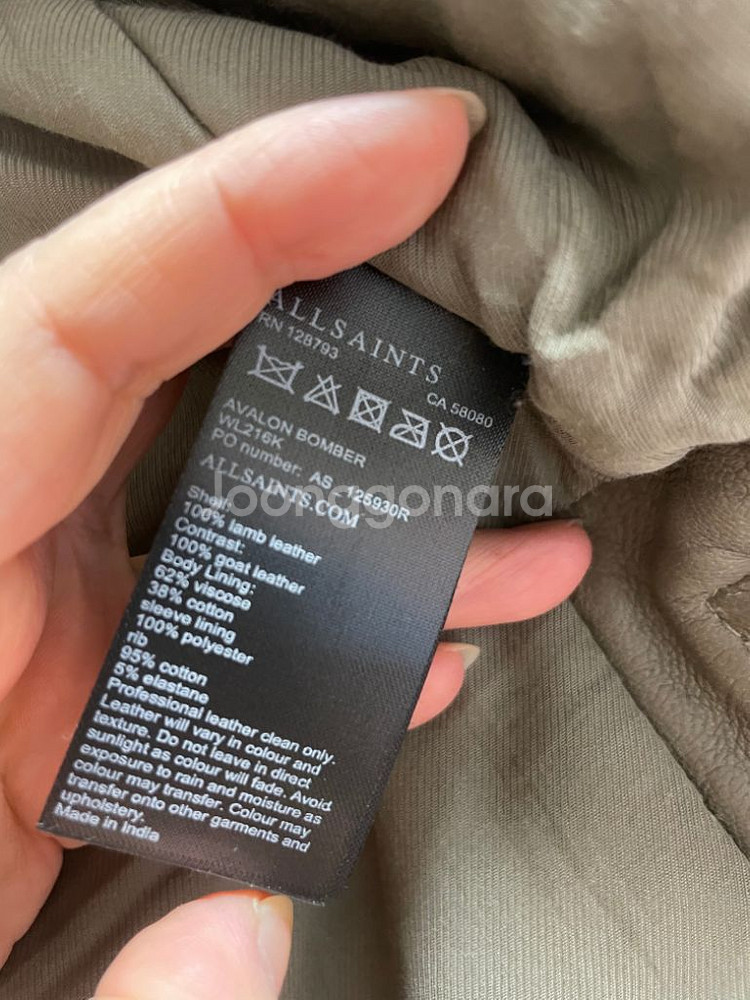 ALLSAINTS
RN 128793
CA 58080
AVALON BOMBER
WL216K
PO number: AS_125930R
ALLSAINTS.COM
Shell:
100% lamb leather
Contrast:
100% goat leather
Body Lining:
62% viscose
38% cotton
sleeve lining
100% polyester
rib
95% cotton
5% elastane
Professional leather clean only.
Leather will vary in colour and
texture. Do not leave in direct
sunlight as colour will fade. Avoid
exposure to rain and moisture as
colour may transfer. Colour may
transfer onto other garments and
upholstery.
Made in India
loonggonara